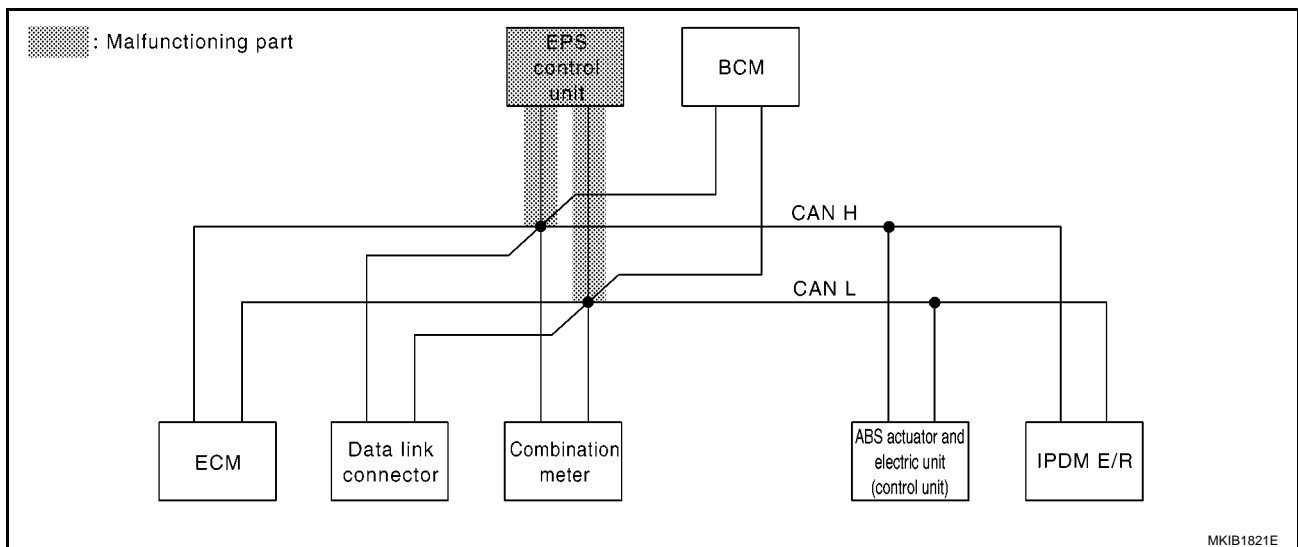 : Malfunctioning part
EPS
control
unit
BCM
CAN H
CAN L
ECM
Data link
connector
Combination
meter
ABS actuator and
electric unit
(control unit)
IPDM E/R
MKIB1821E